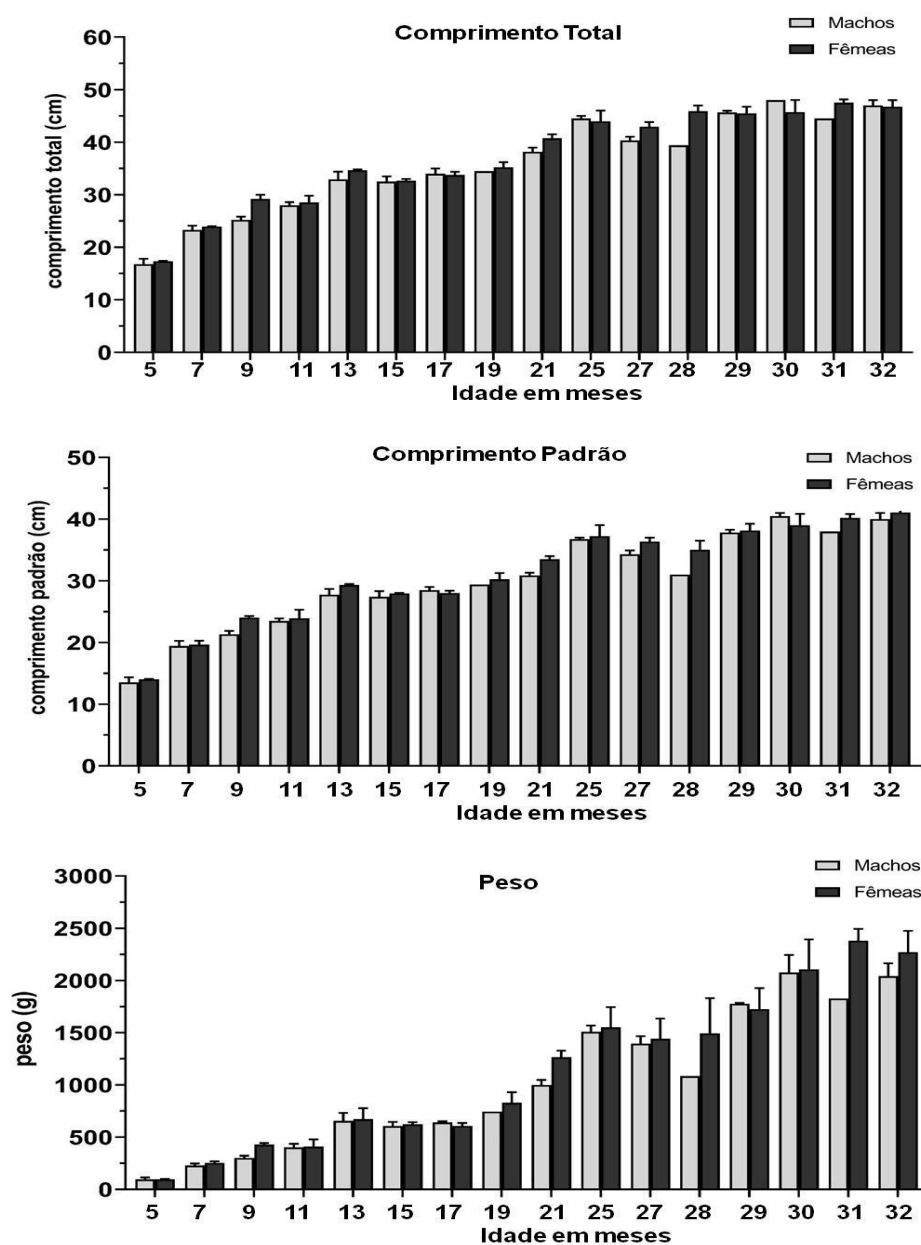 Comprimento Total
Machos
Fêmeas
comprimento total (cm)
60
50
40
30
20
10
0
5 7 9 11 13 15 17 19 21 25 27 28 29 30 31 32
Idade em meses
Comprimento Padrão
Machos
Fêmeas
comprimento padrão (cm)
50
40
30
20
10
0
5 7 9 11 13 15 17 19 21 25 27 28 29 30 31 32
Idade em meses
Peso
Machos
Fêmeas
peso (g)
3000
2500
2000
1500
1000
500
0
5 7 9 11 13 15 17 19 21 25 27 28 29 30 31 32
Idade em meses